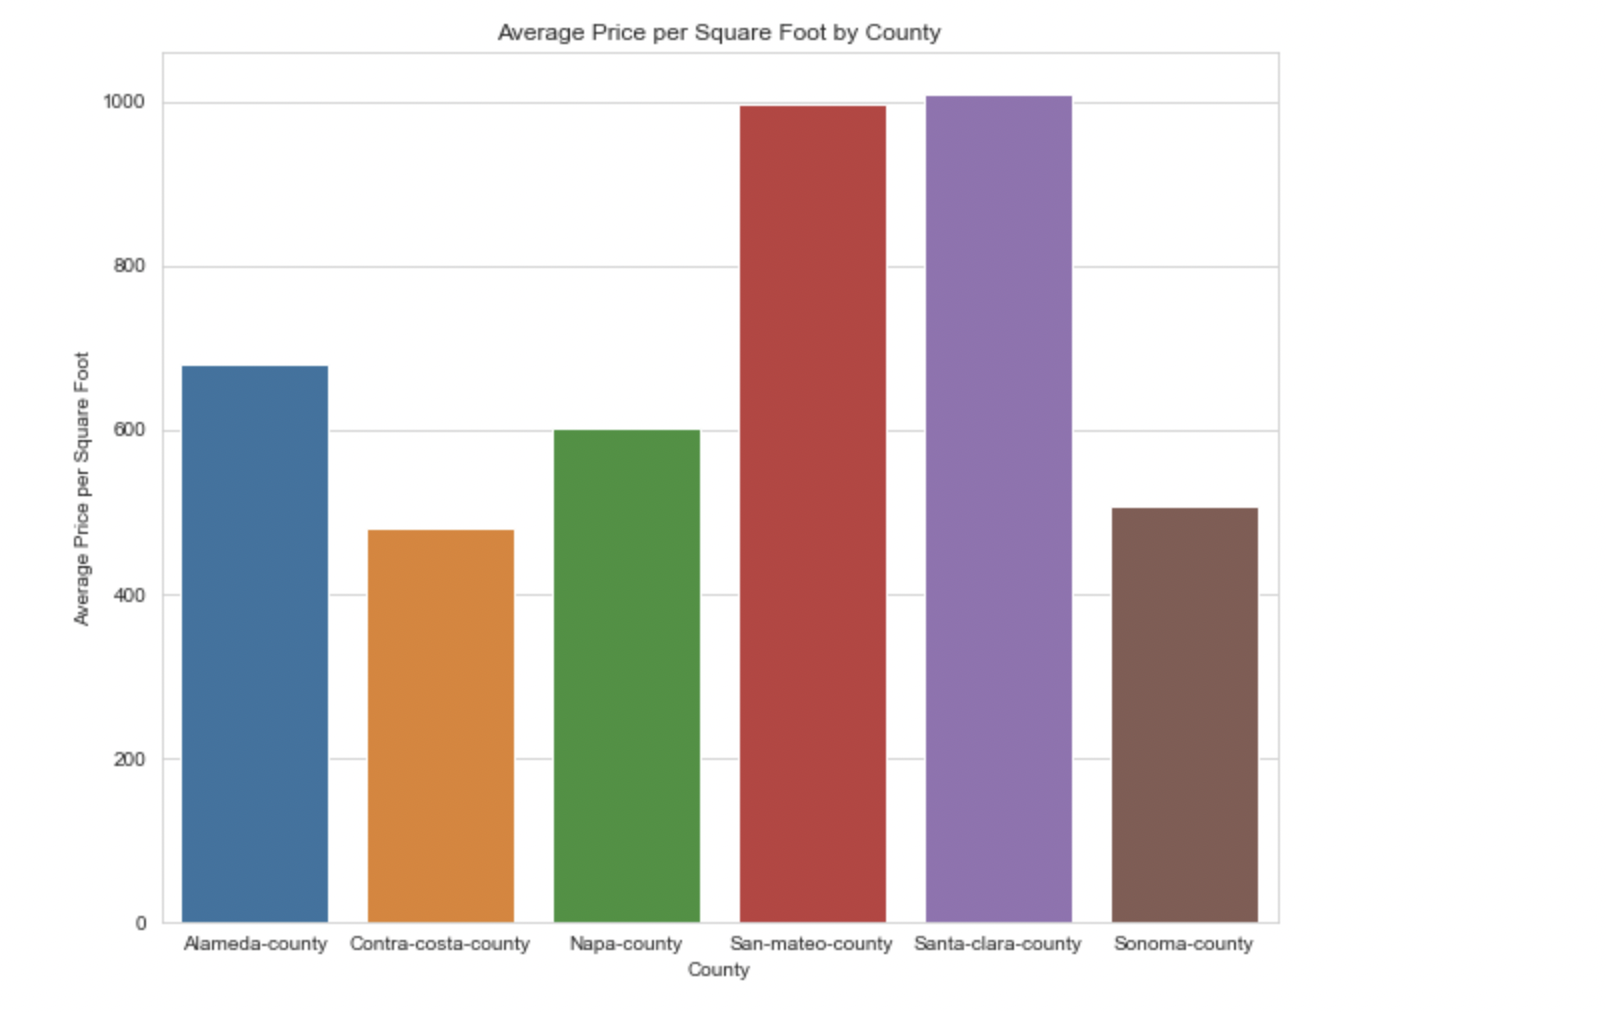 Average Price per Square Foot by County
1000
800
600
400
200
0
Average Price per Square Foot
Alameda-county Contra-costa-county Napa-county San-mateo-county Santa-clara-county Sonoma-county
County